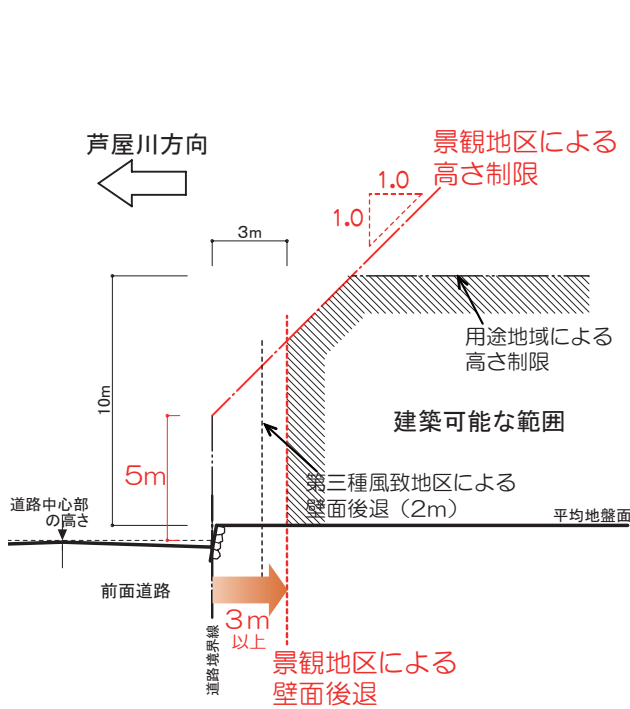 芦屋川方向
景観地区による
高さ制限
1.0
1.0
3m
用途地域による
高さ制限
10m
建築可能な範囲
5m
第三種風致地区による
壁面後退（2m）
道路中心部
の高さ
平均地盤面
前面道路
3m
以上
道路境界線
景観地区による
壁面後退